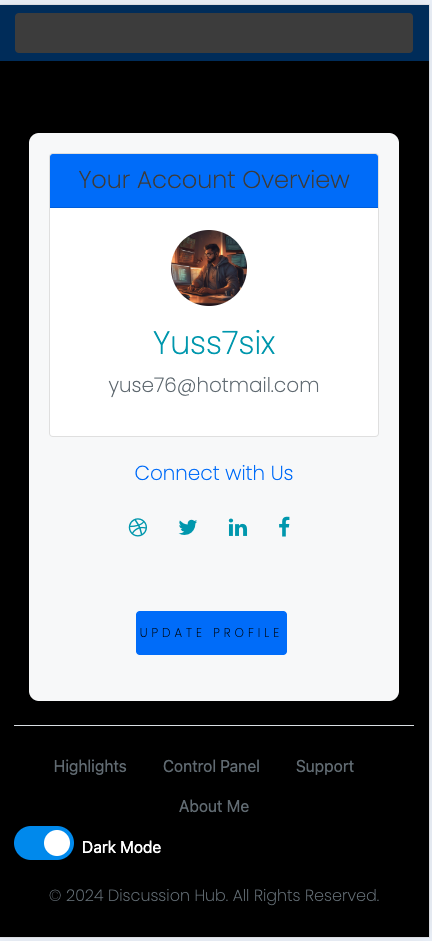 Your Account Overview
Yuss7six
yuse76@hotmail.com
Connect with Us
UPDATE PROFILE
Highlights Control Panel Support
About Me
Dark Mode
© 2024 Discussion Hub. All Rights Reserved.